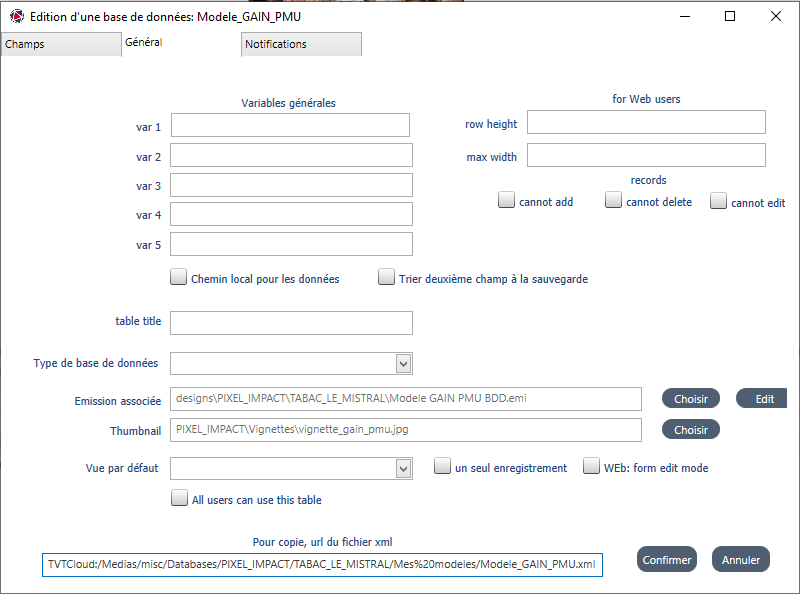 Edition d'une base de données: Modele_GAIN_PMU
Champs
Général
Notifications
Variables générales
for Web users
var 1
row height
var 2
max width
var 3
records
var 4
cannot add
cannot delete
cannot edit
var 5
Chemin local pour les données
Trier deuxième champ à la sauvegarde
table title
Type de base de données
Emission associée
designs\PIXEL_IMPACT\TABAC_LE_MISTRAL\Modele GAIN PMU BDD.emi
Choisir
Edit
Thumbnail
PIXEL_IMPACT\Vignettes\vignette_gain_pmu.jpg
Choisir
Vue par défaut
un seul enregistrement
WEb: form edit mode
All users can use this table
Pour copie, url du fichier xml
TVTCloud:/Medias/misc/Databases/PIXEL_IMPACT/TABAC_LE_MISTRAL/Mes%20modeles/Modele_GAIN_PMU.xml
Confirmer
Annuler